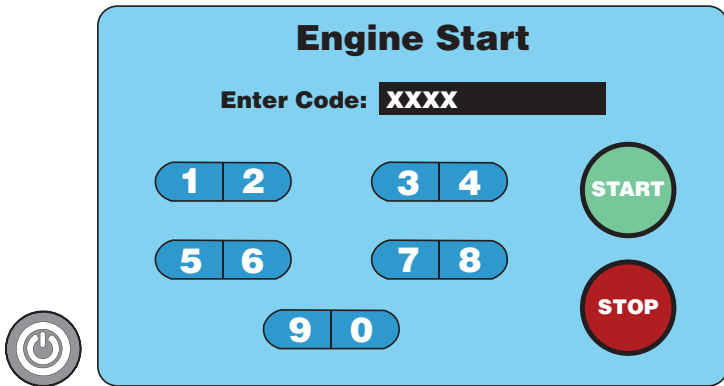 Engine Start
Enter Code: XXXX
1 2 3 4
START
5 6 7 8
STOP
9 0